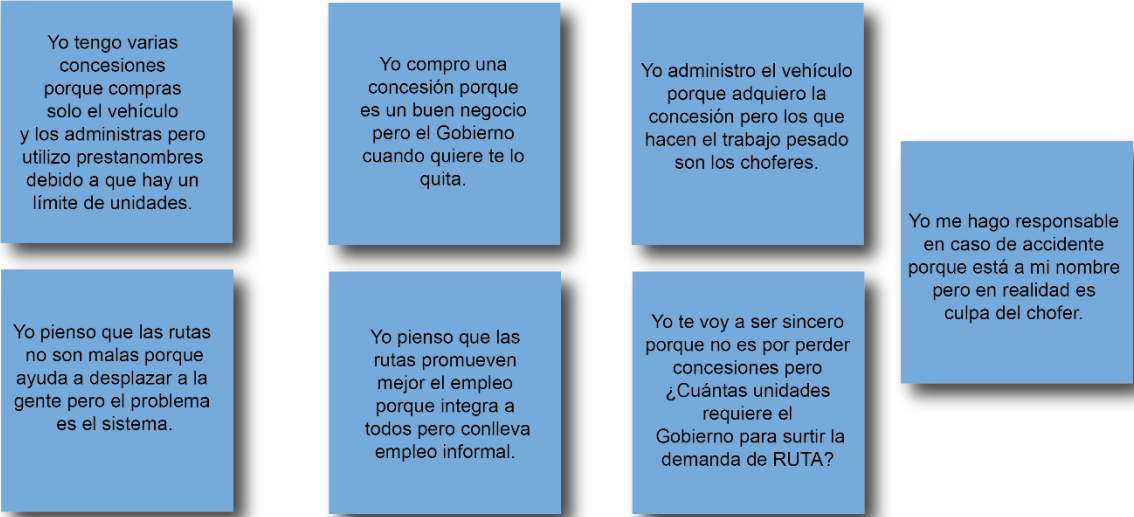 Yo tengo varias
concesiones
porque compras
solo el vehículo
y los administras pero
utilizo prestanombres
debido a que hay un
límite de unidades.
Yo compro una
concesión porque
es un buen negocio
pero el Gobierno
cuando quiere te lo
quita.
Yo administro el vehículo
porque adquiero la
concesión pero los que
hacen el trabajo pesado
son los choferes.
Yo me hago responsable
en caso de accidente
porque está a mi nombre
pero en realidad es
culpa del chofer.
Yo pienso que las rutas
no son malas porque
ayuda a desplazar a la
gente pero el problema
es el sistema.
Yo pienso que las
rutas promueven
mejor el empleo
porque integra a
todos pero conlleva
empleo informal.
Yo te voy a ser sincero
porque no es por perder
concesiones pero
¿Cuántas unidades
requiere el
Gobierno para surtir la
demanda de RUTA?